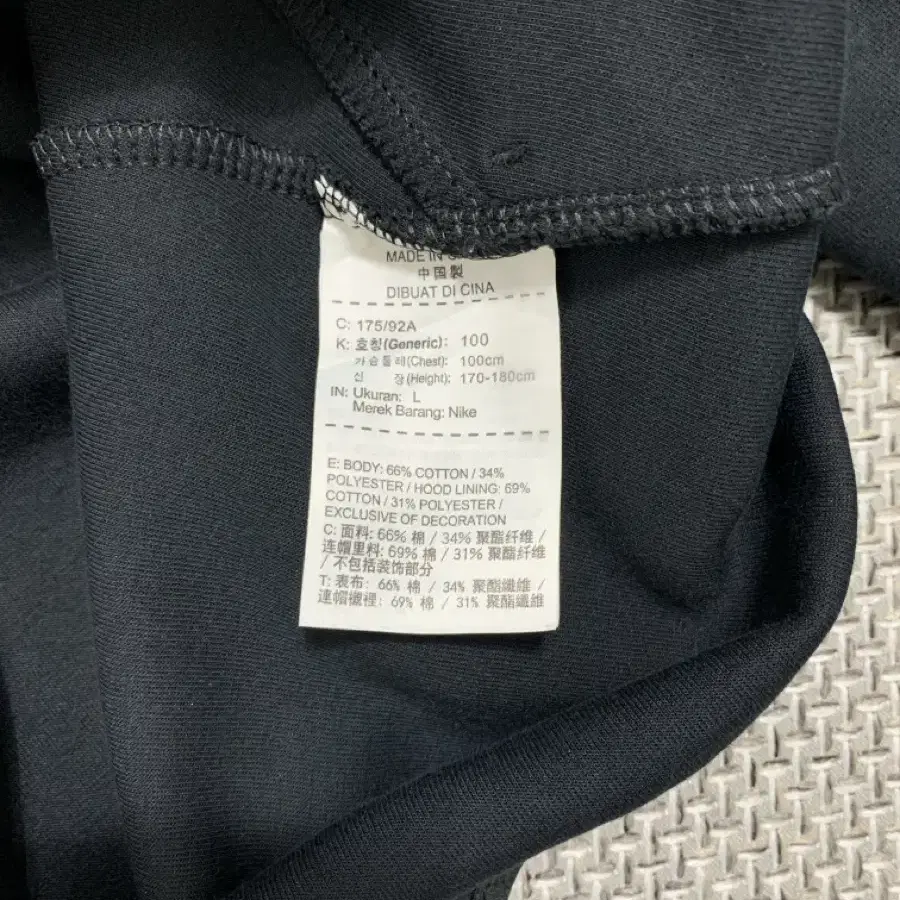 MADE IN
中国製
DIBUAT DI CINA
C: 175/92A
K: 호칭(Generic): 100
가슴둘레(Chest): 100cm
신 장(Height): 170-180cm
IN: Ukuran: L
Merek Barang: Nike
E: BODY: 66% COTTON / 34%
POLYESTER / HOOD LINING: 69%
COTTON / 31% POLYESTER /
EXCLUSIVE OF DECORATION
C: 面料: 66% 棉 / 34% 聚酯纤维 /
连帽里料: 69% 棉 / 31% 聚酯纤维
/ 不包括装饰部分
T: 表布: 66% 棉 / 34% 聚酯纖維 /
連帽襯裡: 69% 棉 / 31% 聚酯纖維